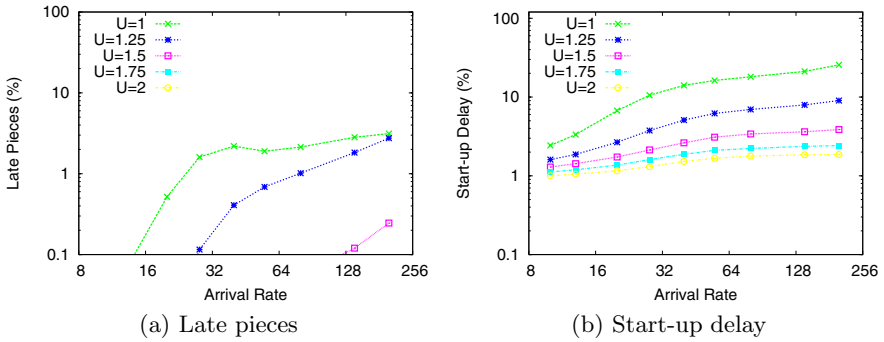 100
10
1
0.1
Late Pieces (%)
U=1
U=1.25
U=1.5
U=1.75
U=2
8 16 32 64 128 256
Arrival Rate
(a) Late pieces
100
10
1
0.1
Start-up Delay (%)
U=1
U=1.25
U=1.5
U=1.75
U=2
8 16 32 64 128 256
Arrival Rate
(b) Start-up delay